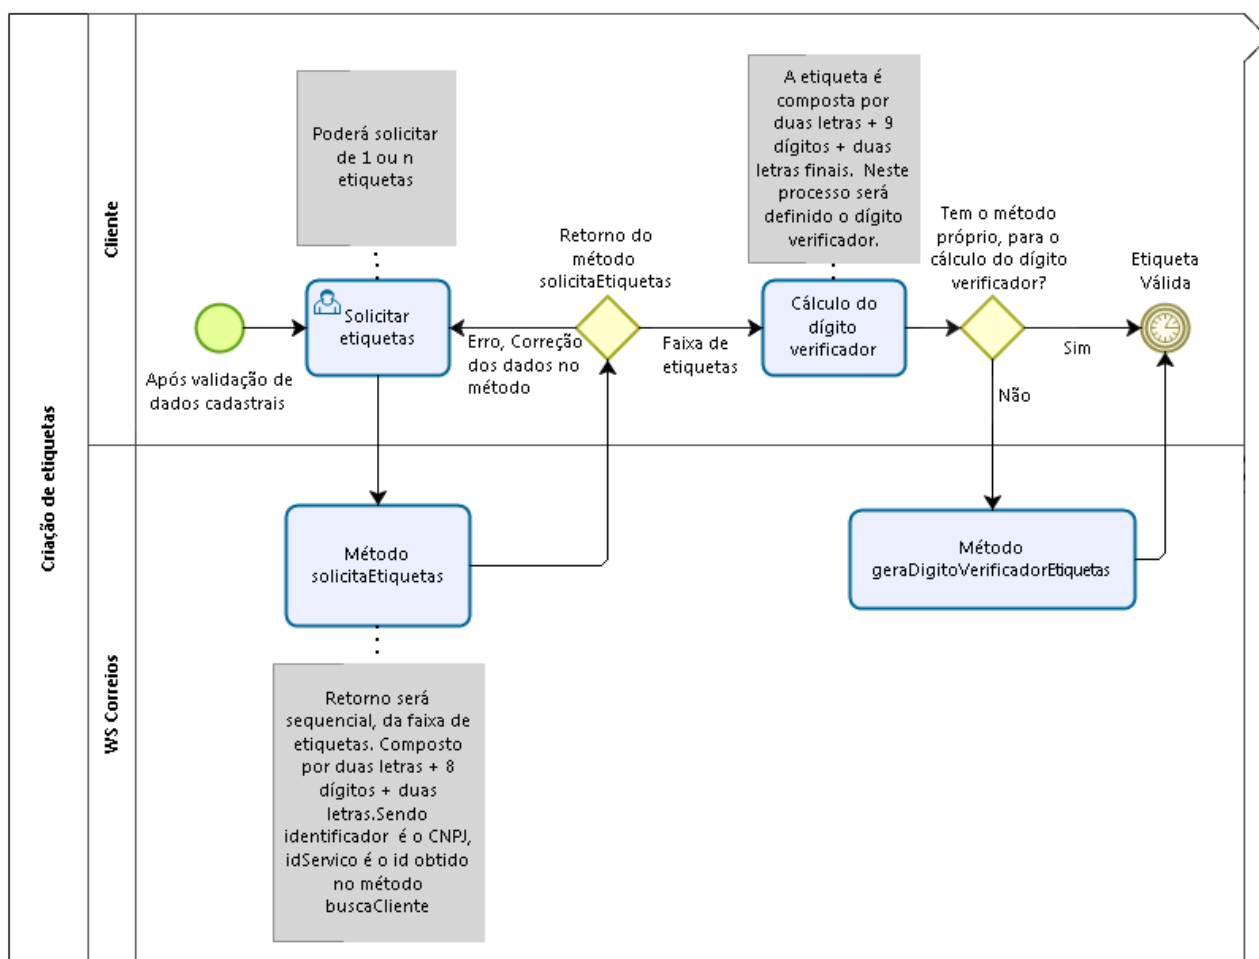 Criação de etiquetas
Cliente
Poderá solicitar
de 1 ou n
etiquetas
A etiqueta é
composta por
duas letras + 9
dígitos + duas
letras finais.  Neste
processo será
definido o dígito
verificador.
Retorno do
método
solicitaEtiquetas
Tem o método
próprio, para o
cálculo do dígito
verificador?
Etiqueta
Válida
Após validação de
dados cadastrais
Solicitar
etiquetas
Erro, Correção
dos dados no
método
Faixa de
etiquetas
Cálculo do
dígito
verificador
Sim
Não
WS Correios
Método
solicitaEtiquetas
Método
geraDigitoVerificadorEtiquetas
Retorno será
sequencial, da faixa de
etiquetas. Composto
por duas letras + 8
dígitos + duas
letras.Sendo
identificador  é o CNPJ,
idServico é o id obtido
no método
buscaCliente